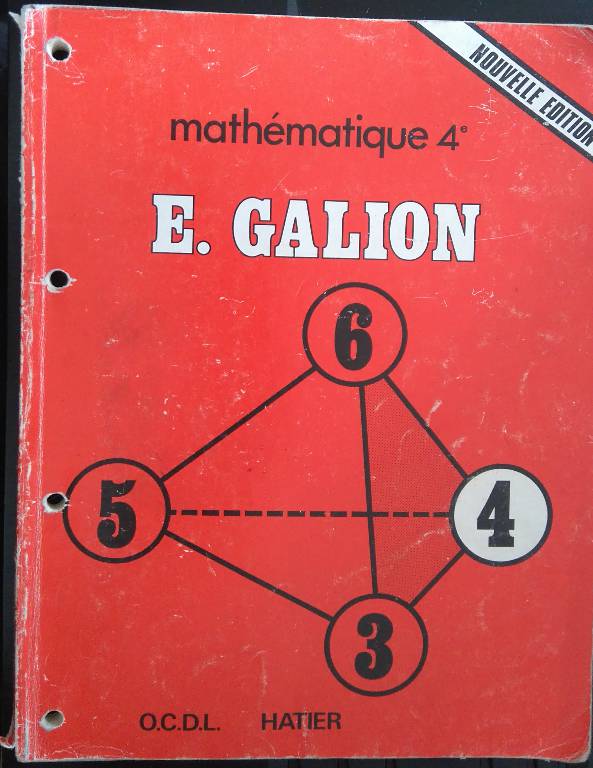 NOUVELLE EDITION
mathématique 4e
E. GALION
6
5
4
3
O.C.D.L. HATIER